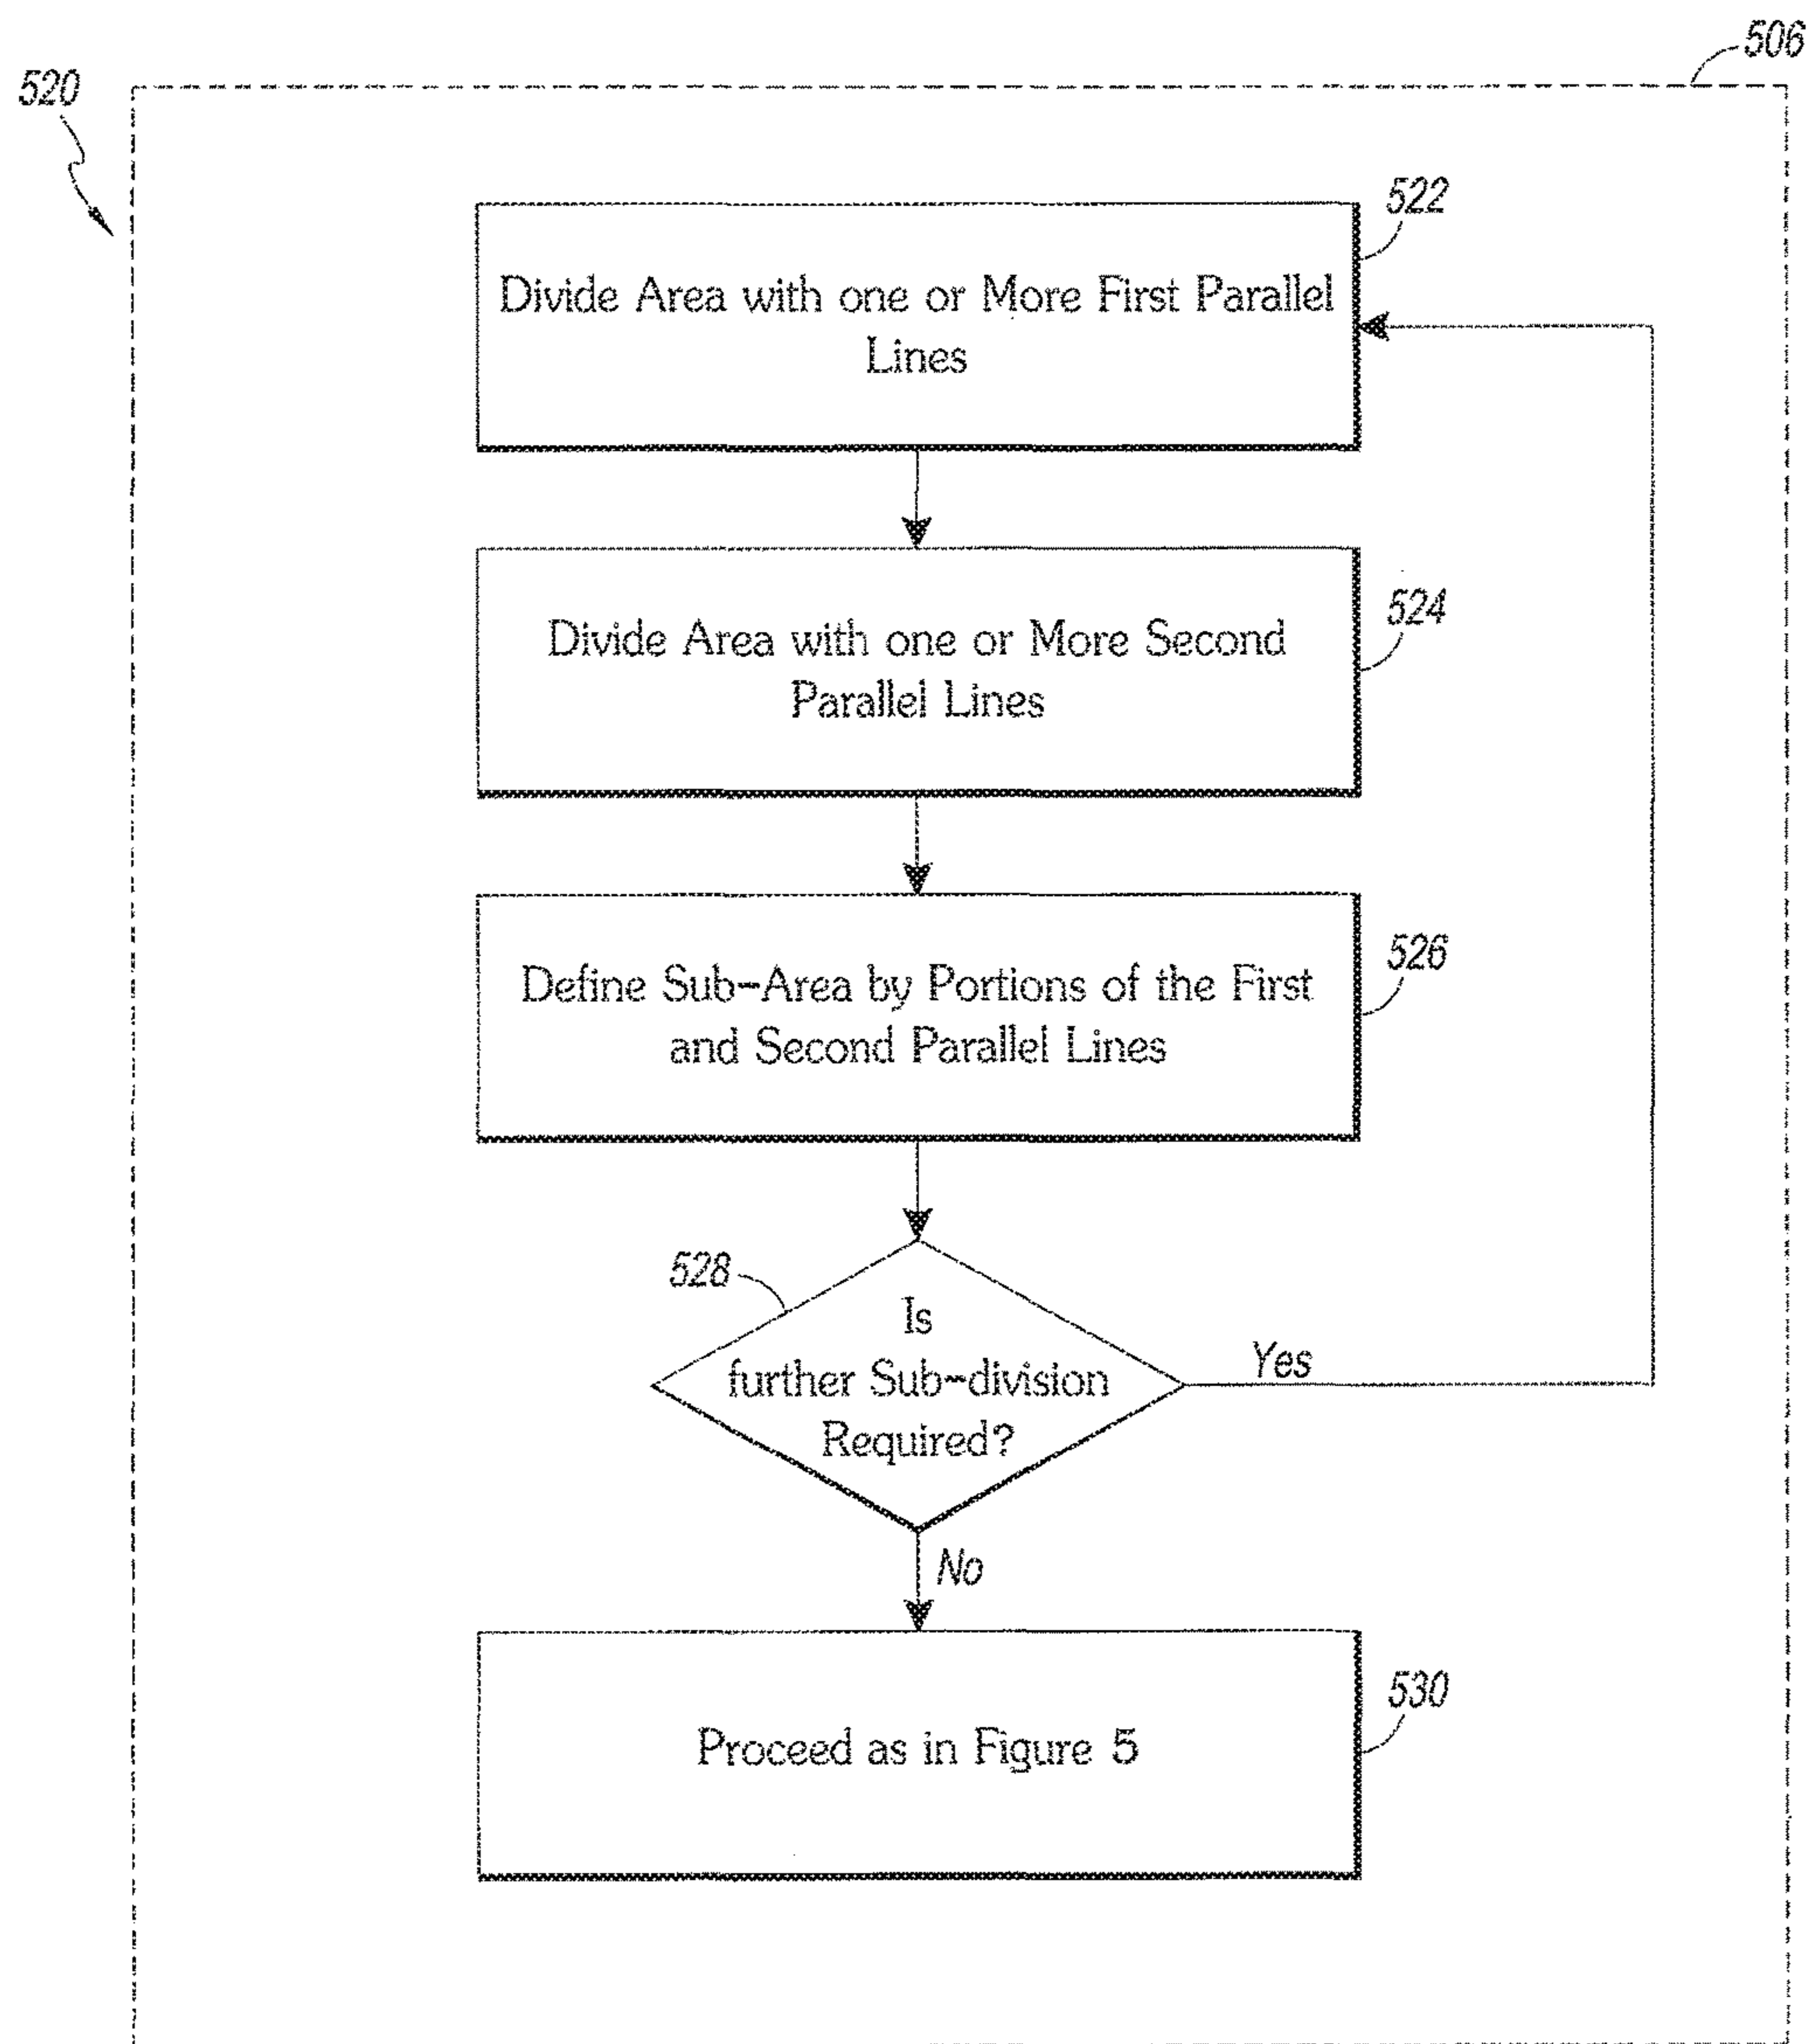 506
520
522
Divide Area with one or More First Parallel
Lines
524
Divide Area with one or More Second
Parallel Lines
526
Define Sub-Area by Portions of the First
and Second Parallel Lines
528
Is
further Sub-division
Required?
Yes
No
530
Proceed as in Figure 5